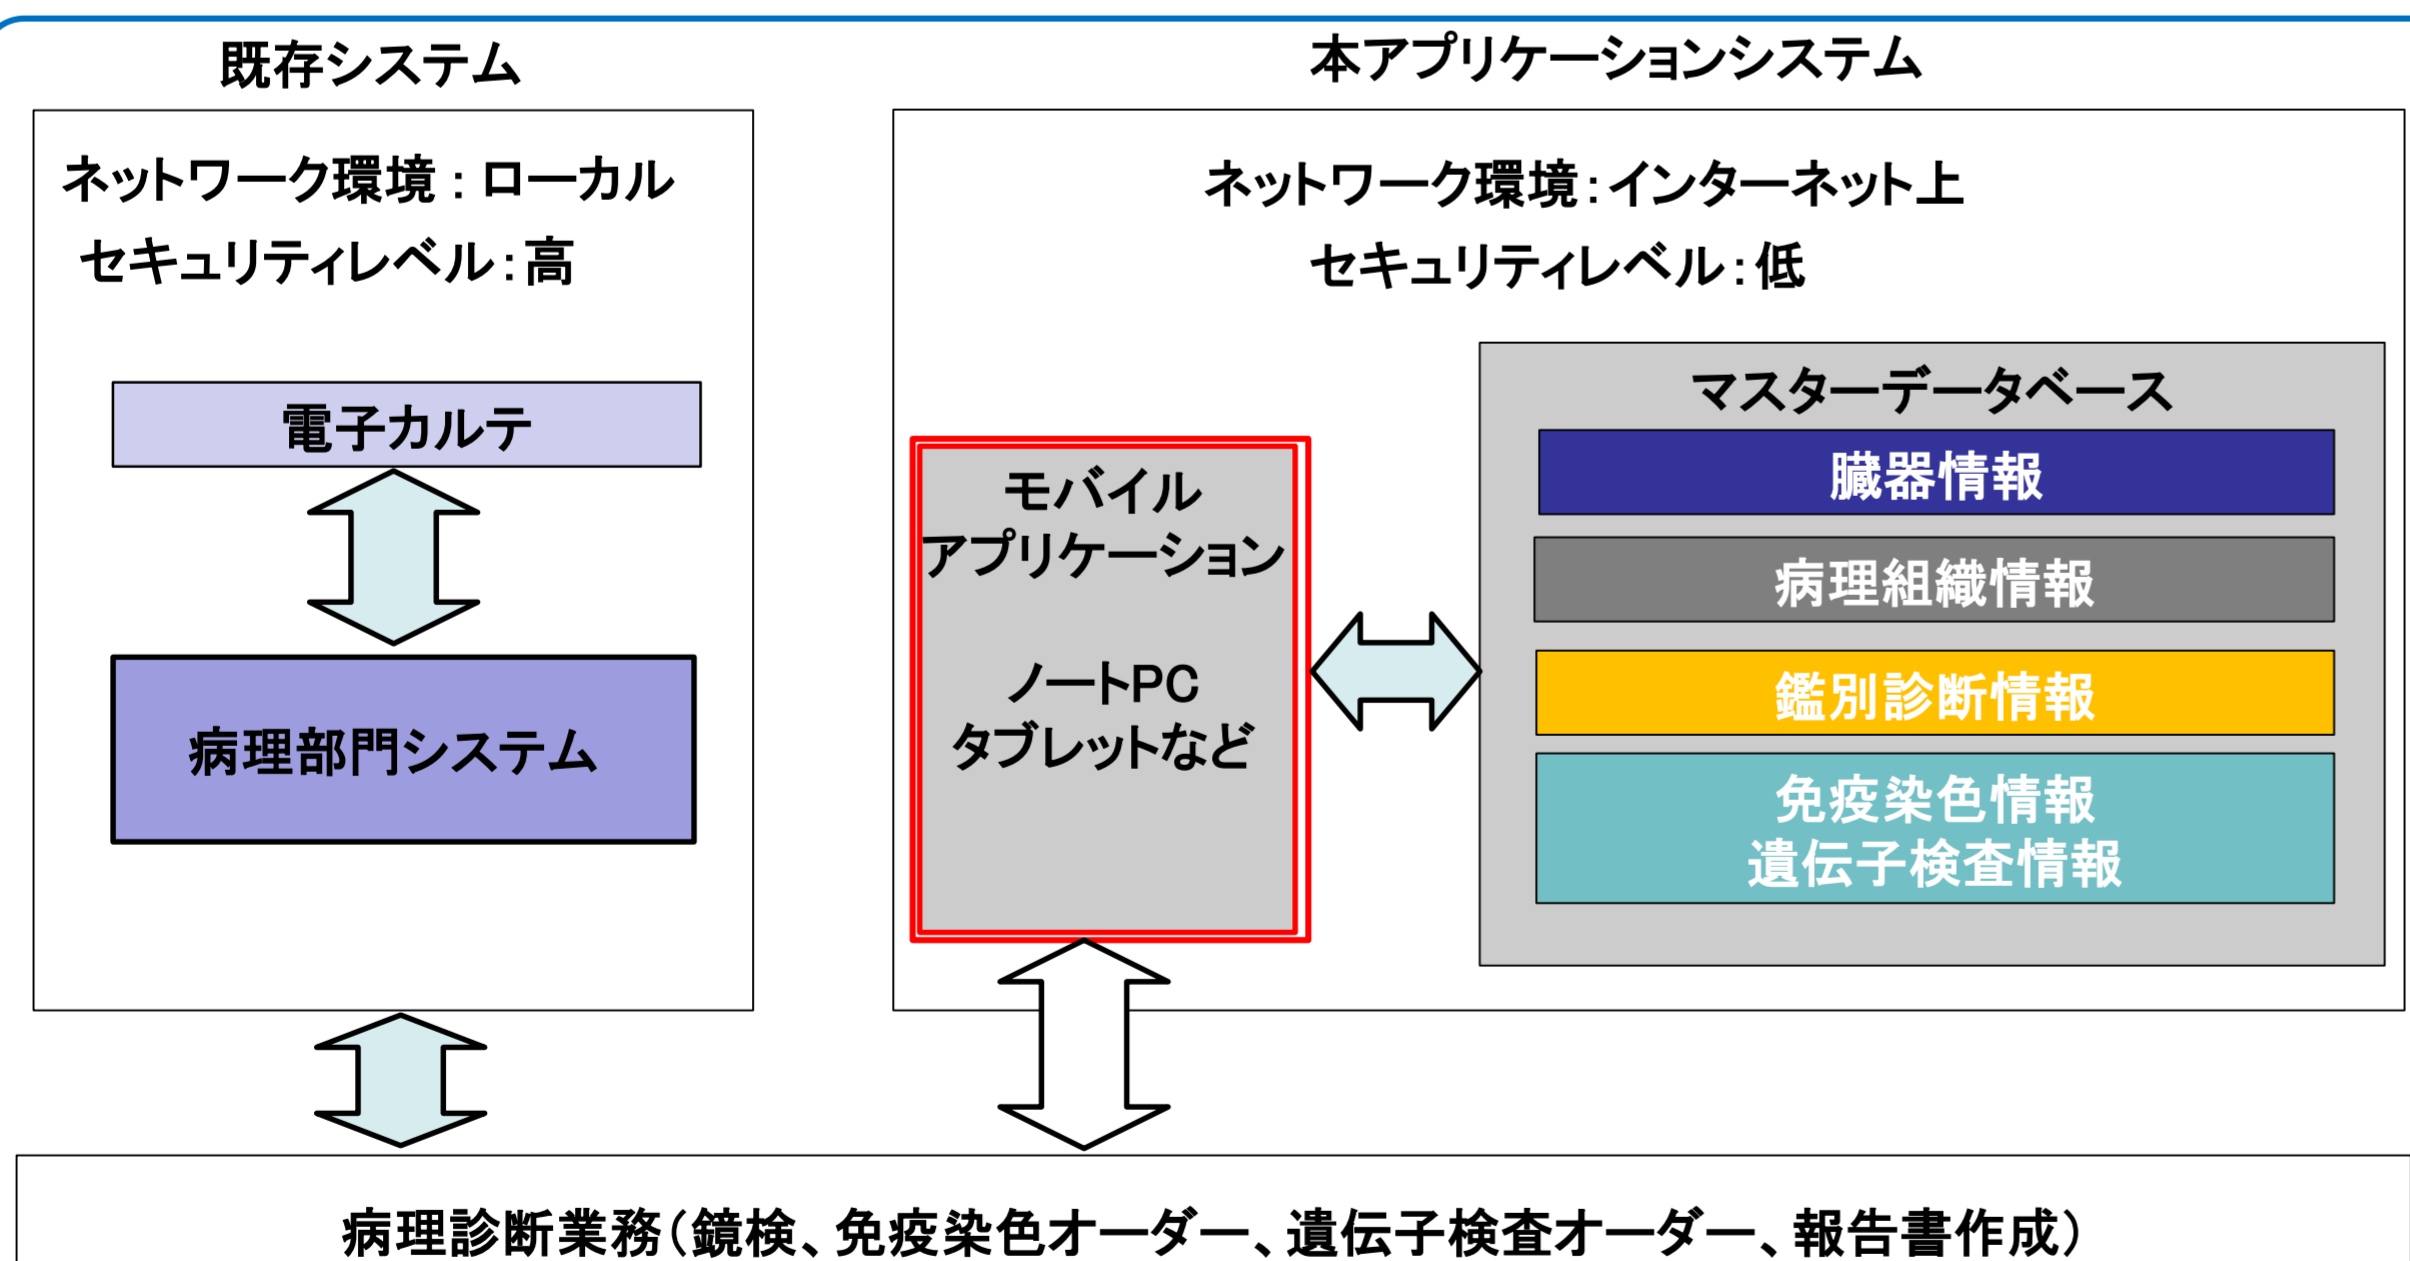 既存システム
ネットワーク環境：ローカル
セキュリティレベル：高
電子カルテ
病理部門システム
本アプリケーションシステム
ネットワーク環境：インターネット上
セキュリティレベル：低
モバイル
アプリケーション
ノートPC
タブレットなど
マスターデータベース
臓器情報
病理組織情報
鑑別診断情報
免疫染色情報
遺伝子検査情報
病理診断業務（鏡検、免疫染色オーダー、遺伝子検査オーダー、報告書作成）